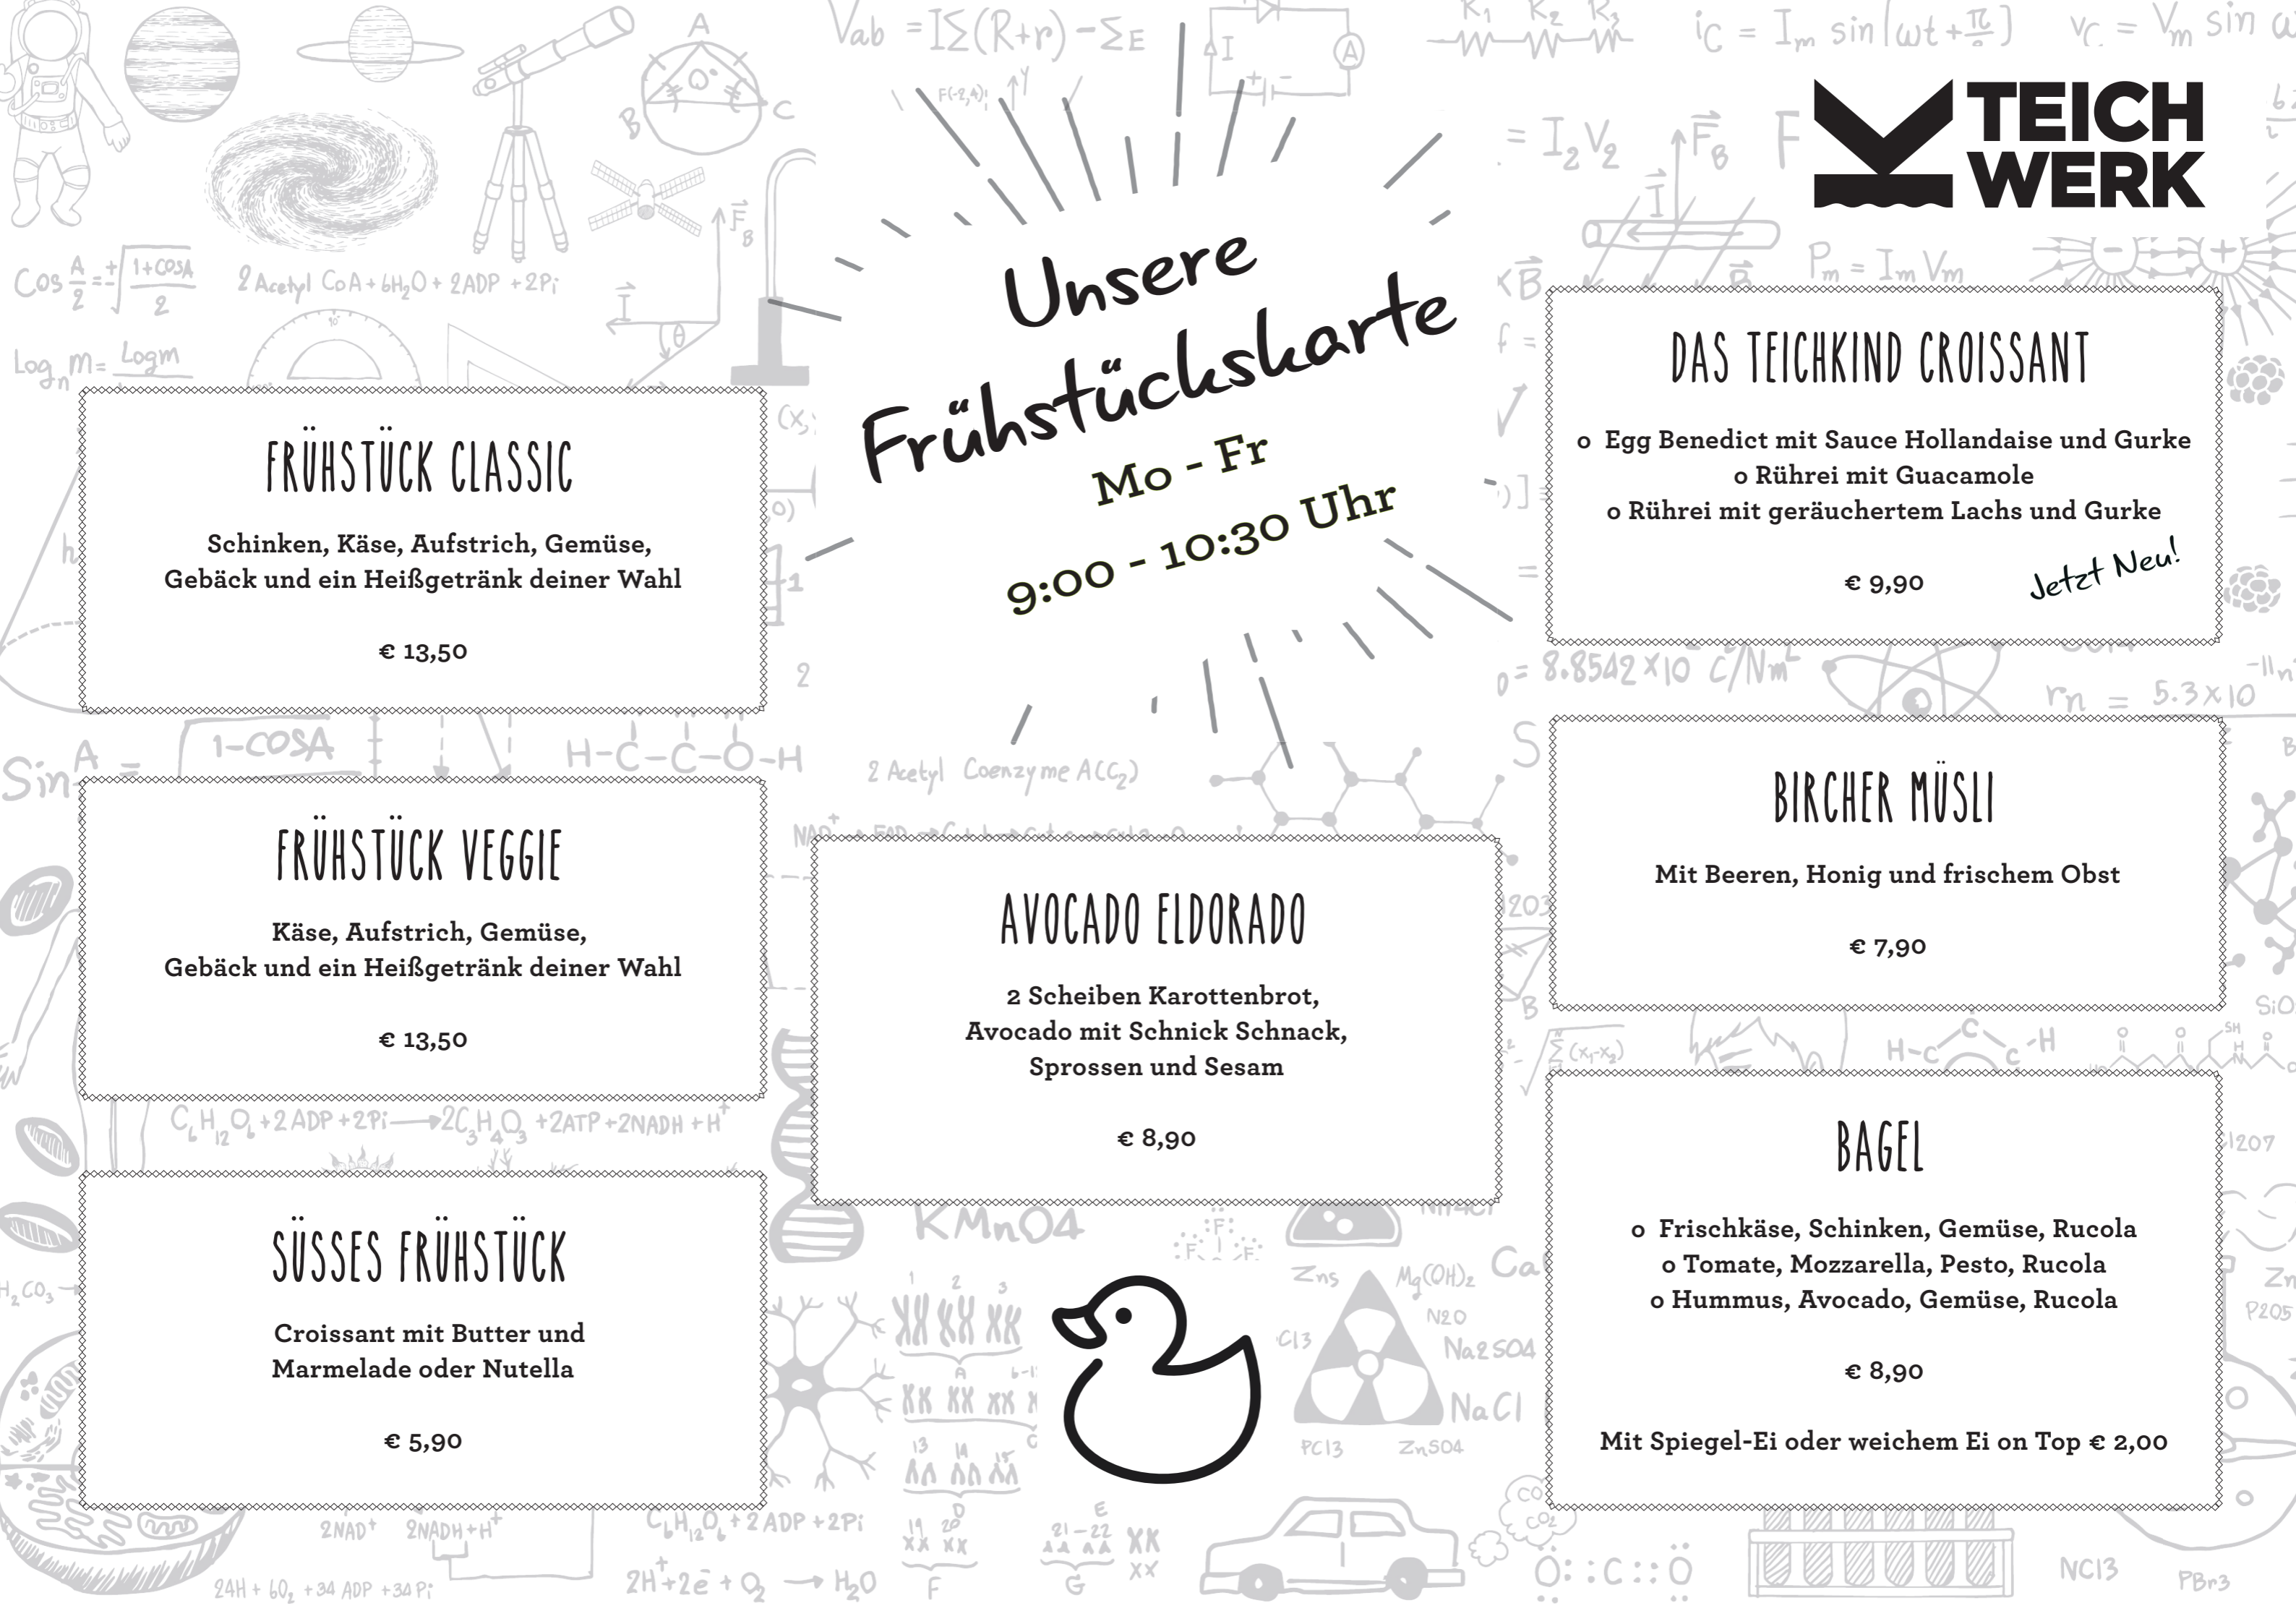 TEICH
WERK
Unsere
Frühstückskarte
Mo - Fr
9:00 - 10:30 Uhr
FRÜHSTÜCK CLASSIC
Schinken, Käse, Aufstrich, Gemüse,
Gebäck und ein Heißgetränk deiner Wahl
€ 13,50
FRÜHSTÜCK VEGGIE
Käse, Aufstrich, Gemüse,
Gebäck und ein Heißgetränk deiner Wahl
€ 13,50
SÜSSES FRÜHSTÜCK
Croissant mit Butter und
Marmelade oder Nutella
€ 5,90
AVOCADO ELDORADO
2 Scheiben Karottenbrot,
Avocado mit Schnick Schnack,
Sprossen und Sesam
€ 8,90
DAS TEICHKIND CROISSANT
o Egg Benedict mit Sauce Hollandaise und Gurke
o Rührei mit Guacamole
o Rührei mit geräuchertem Lachs und Gurke
€ 9,90
Jetzt Neu!
BIRCHER MÜSLI
Mit Beeren, Honig und frischem Obst
€ 7,90
BAGEL
o Frischkäse, Schinken, Gemüse, Rucola
o Tomate, Mozzarella, Pesto, Rucola
o Hummus, Avocado, Gemüse, Rucola
€ 8,90
Mit Spiegel-Ei oder weichem Ei on Top € 2,00